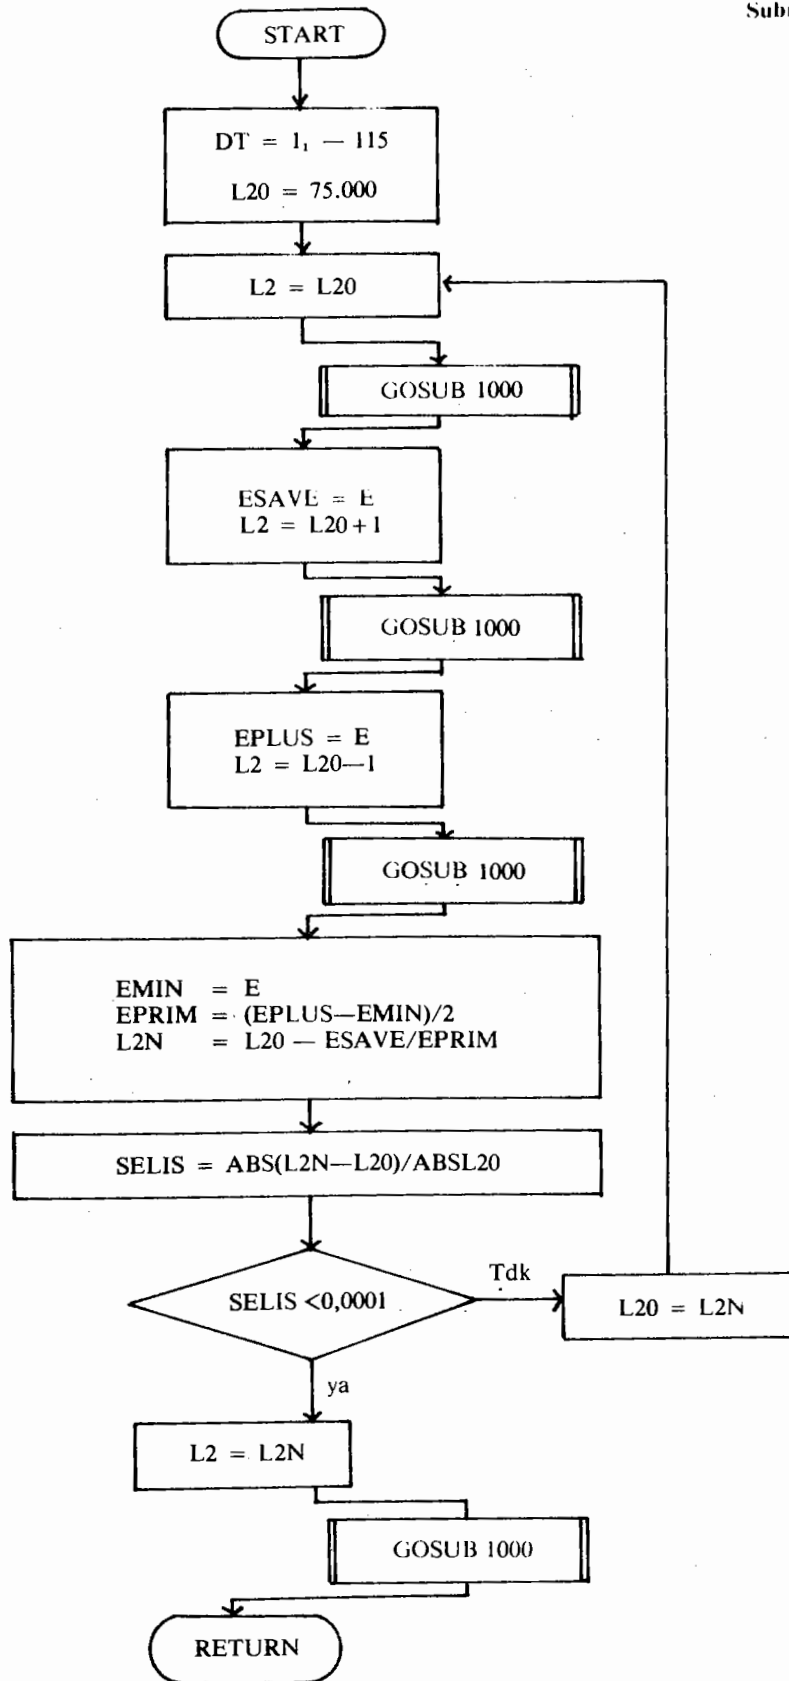 START
DT = 1₁ — 115
L20 = 75.000
L2 = L20
GOSUB 1000
ESAVE = E
L2 = L20+1
GOSUB 1000
EPLUS = E
L2 = L20—1
GOSUB 1000
EMIN = E
EPRIM = (EPLUS—EMIN)/2
L2N = L20 — ESAVE/EPRIM
SELIS = ABS(L2N—L20)/ABSL20
SELIS <0,0001
Tdk
L20 = L2N
ya
L2 = L2N
GOSUB 1000
RETURN